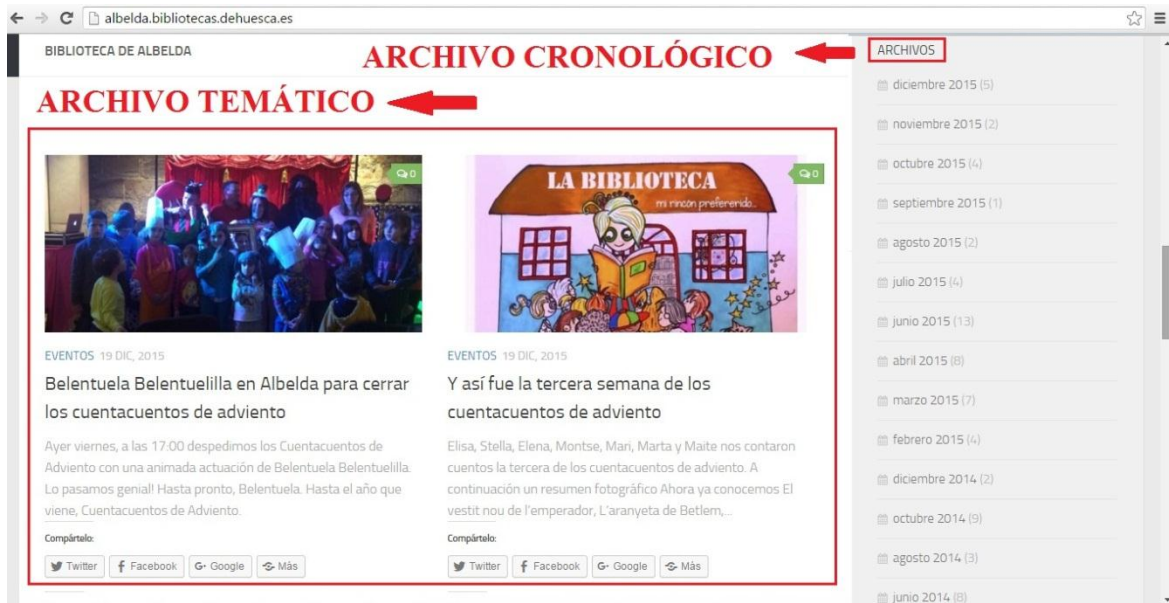 albelda.bibliotecas.dehuesca.es
BIBLIOTECA DE ALBELDA
ARCHIVO CRONOLÓGICO
ARCHIVO TEMÁTICO
0
EVENTOS 19 DIC, 2015
Belentuela Belentuelilla en Albelda para cerrar
los cuentacuentos de adviento
Ayer viernes, a las 17:00 despedimos los Cuentacuentos de
Adviento con una animada actuación de Belentuela Belentuelilla.
Lo pasamos genial! Hasta pronto, Belentuela. Hasta el año que
viene, Cuentacuentos de Adviento.
Compártelo:
Twitter Facebook G+ Google Más
LA BIBLIOTECA
mi rincón prefererido...
0
EVENTOS 19 DIC, 2015
Y así fue la tercera semana de los
cuentacuentos de adviento
Elisa, Stella, Elena, Montse, Mari, Marta y Maite nos contaron
cuentos la tercera de los cuentacuentos de adviento. A
continuación un resumen fotográfico Ahora ya conocemos El
vestit nou de l'emperador, L'aranyeta de Betlem,...
Compártelo:
Twitter Facebook G+ Google Más
ARCHIVOS
diciembre 2015 (5)
noviembre 2015 (2)
octubre 2015 (4)
septiembre 2015 (1)
agosto 2015 (2)
julio 2015 (4)
junio 2015 (13)
abril 2015 (8)
marzo 2015 (7)
febrero 2015 (4)
diciembre 2014 (2)
octubre 2014 (9)
agosto 2014 (3)
junio 2014 (8)